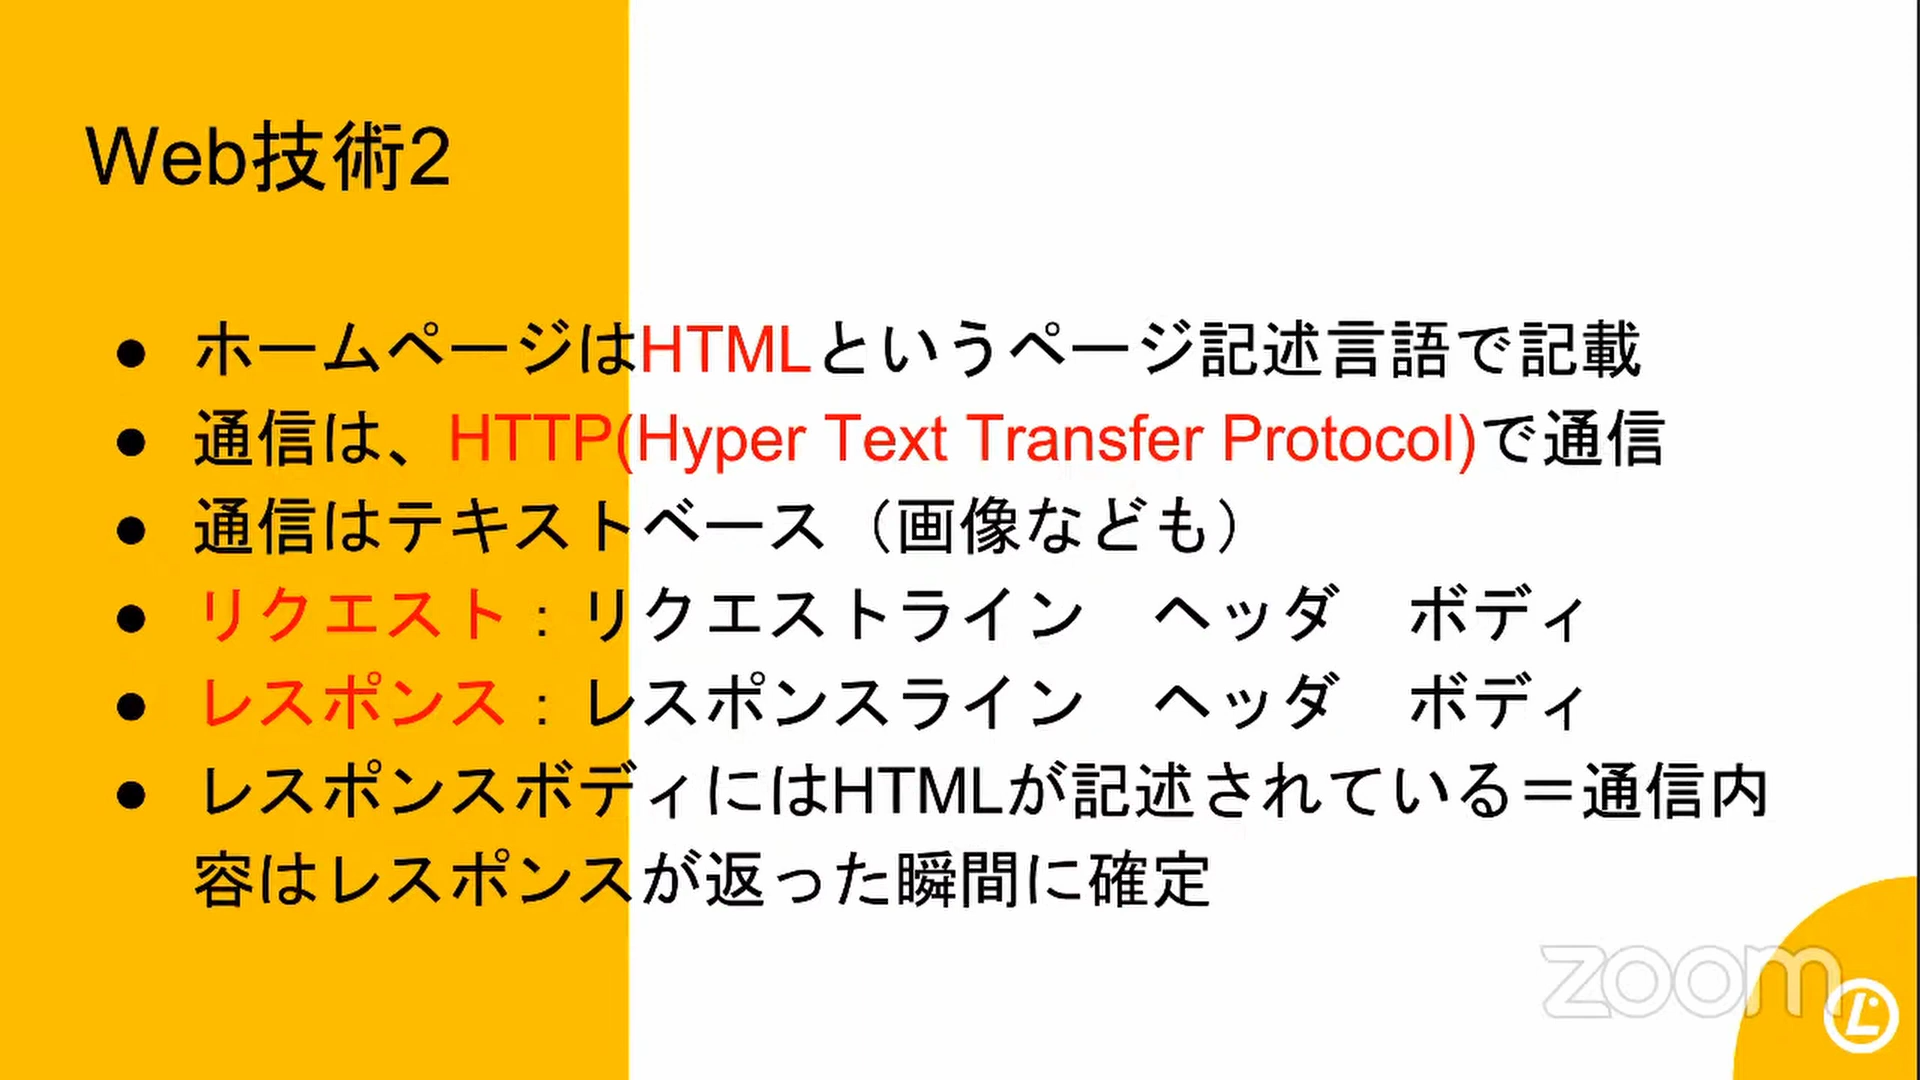 Web技術2
● ホームページはHTMLというページ記述言語で記載
● 通信は、HTTP(Hyper Text Transfer Protocol)で通信
● 通信はテキストベース（画像なども）
● リクエスト：リクエストライン　ヘッダ　ボディ
● レスポンス：レスポンスライン　ヘッダ　ボディ
● レスポンスボディにはHTMLが記述されている＝通信内
容はレスポンスが返った瞬間に確定
zoom
L